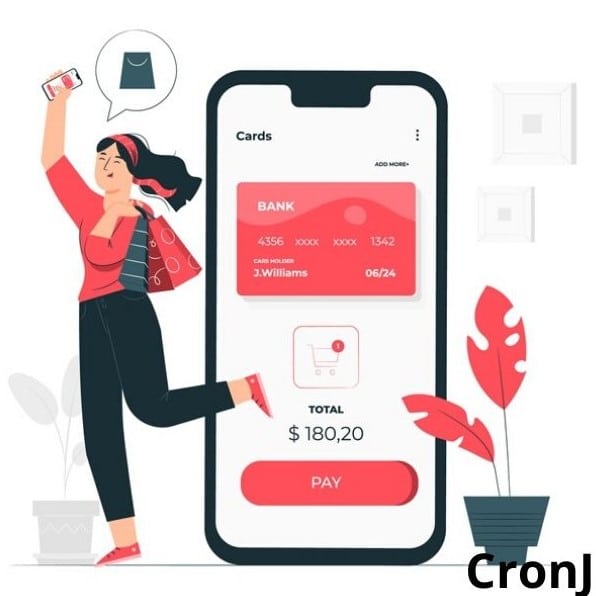 Cards
ADD MORE+
BANK
4356 xxxx xxxx 1342
CARD HOLDER
J.Williams 06/24
1
TOTAL
$ 180,20
PAY
CronJ